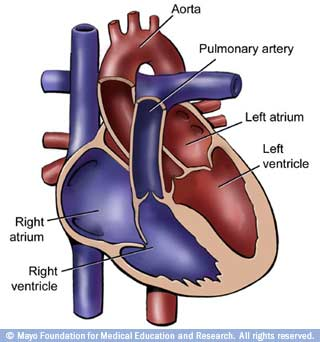 Aorta
Pulmonary artery
Left atrium
Left
ventricle
Right
atrium
Right
ventricle
© Mayo Foundation for Medical Education and Research. All rights reserved.